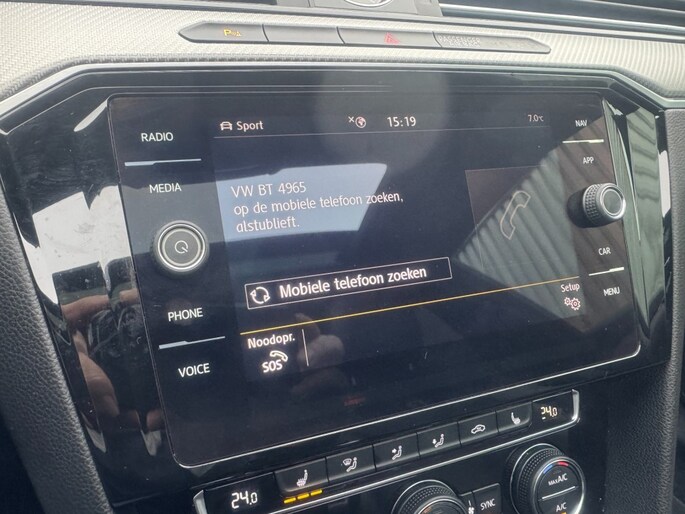 RADIO
MEDIA
PHONE
VOICE
Sport
15:19
7.0°C
VW BT 4965
op de mobiele telefoon zoeken,
alstublieft.
Mobiele telefoon zoeken
Noodopr.
SOS
Setup
NAV
APP
CAR
MENU
24.0
24.0
SYNC
MAX A/C
A/C